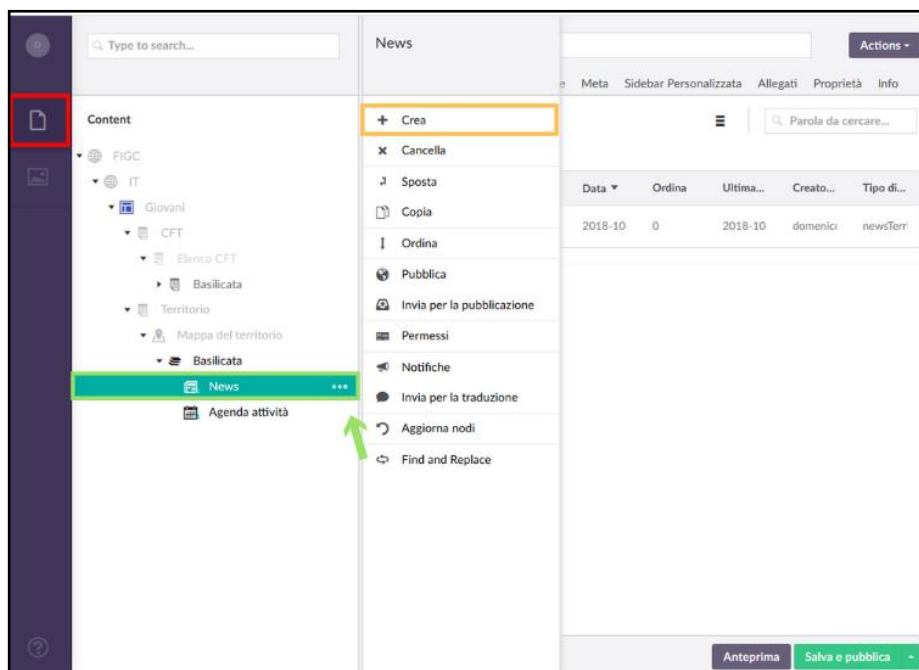 Type to search...
News
Actions
e Meta Sidebar Personalizzata Allegati Proprietà Info
Content
Parola da cercare...
FIGC
IT
Giovani
CFT
Elenco CFT
Basilicata
Territorio
Mappa del territorio
Basilicata
News
Agenda attività
+ Crea
Cancella
Sposta
Copia
Ordina
Pubblica
Invia per la pubblicazione
Permessi
Notifiche
Invia per la traduzione
Aggiorna nodi
Find and Replace
Data Ordina Ultima... Creato... Tipo di...
2018-10 0 2018-10 domenic newsTerr
Anteprima Salva e pubblica